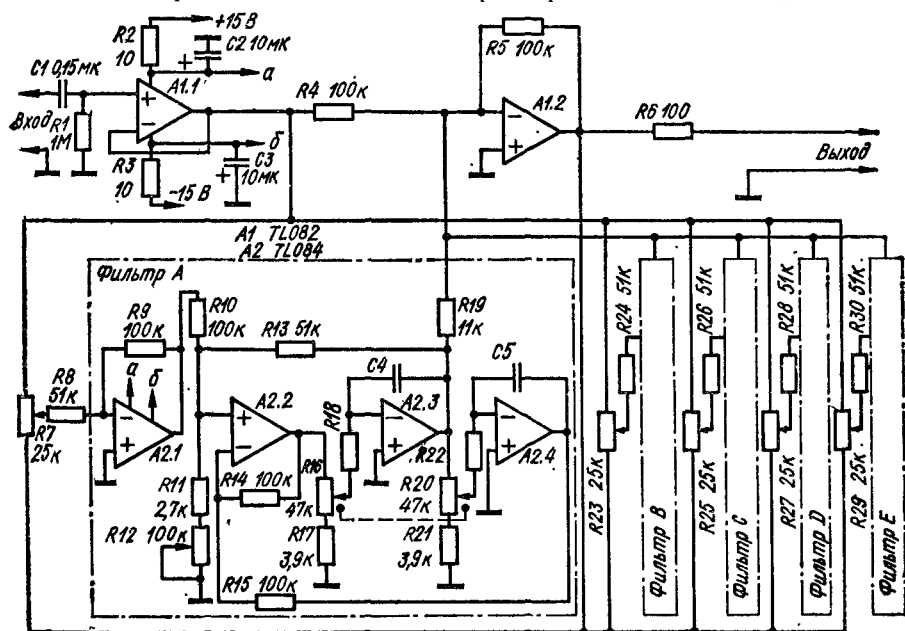 +15 В
R2
10
C2 10мк
+
а
C1 0,15мк
A1.1
+
−
Вход
R1
1М
б
R3
10
C3
10мк
+
−15 В
R4 100к
R5 100к
−
+
A1.2
R6 100
Выход
A1 TL082
A2 TL084
Фильтр А
R7
25к
R8
51к
R9
100к
а
б
−
+
A2.1
R10
100к
R13 51к
R19
11к
+
−
A2.2
R14 100к
R11
2,7к
R12 100к
R15 100к
R16
47к
R17
3,9к
R18
C4
−
+
A2.3
R22
R20
47к
R21
3,9к
C5
−
+
A2.4
R23 25к
R24 51к
Фильтр В
R25 25к
R26 51к
Фильтр С
R27 25к
R28 51к
Фильтр D
R29 25к
R30 51к
Фильтр Е